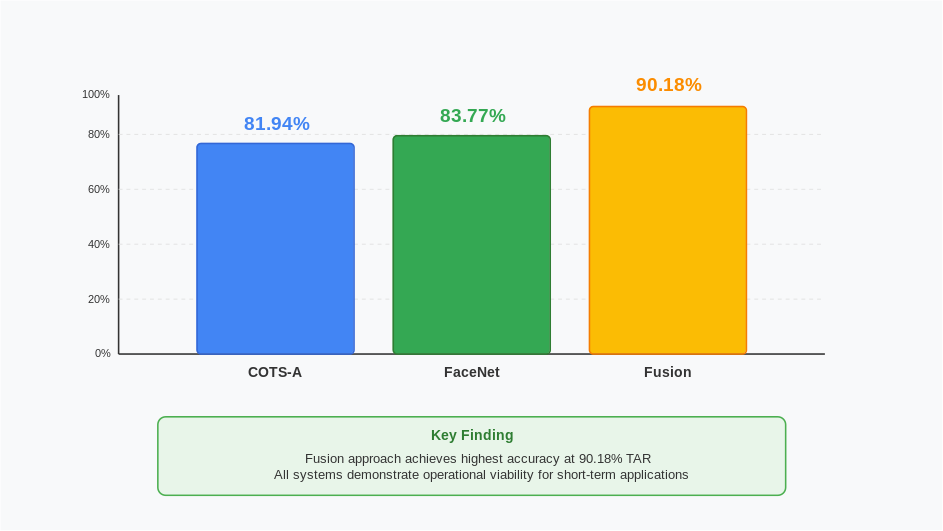 90.18%
100%
83.77%
81.94%
80%
60%
40%
20%
0%
COTS-A FaceNet Fusion
Key Finding
Fusion approach achieves highest accuracy at 90.18% TAR
All systems demonstrate operational viability for short-term applications